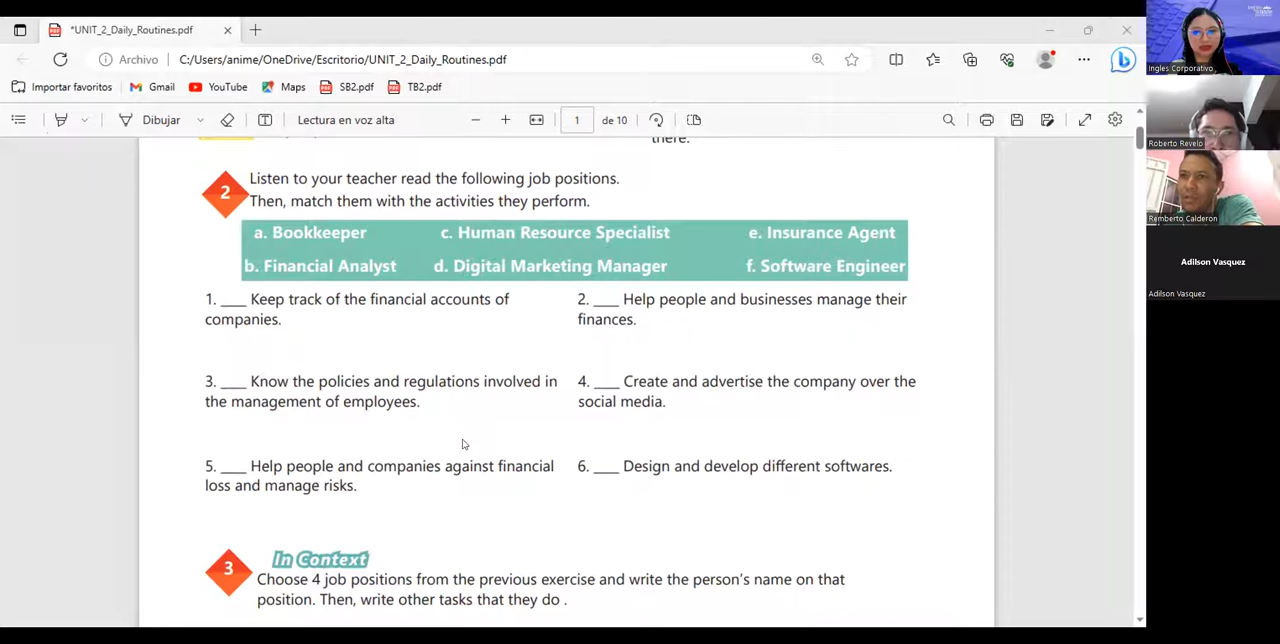 *UNIT_2_Daily_Routines.pdf
Archivo
C:/Users/anime/OneDrive/Escritorio/UNIT_2_Daily_Routines.pdf
Importar favoritos
Gmail
YouTube
Maps
SB2.pdf
TB2.pdf
Dibujar
Lectura en voz alta
1
de 10
there.
2
Listen to your teacher read the following job positions.
Then, match them with the activities they perform.
a. Bookkeeper
c. Human Resource Specialist
e. Insurance Agent
b. Financial Analyst
d. Digital Marketing Manager
f. Software Engineer
1. ___ Keep track of the financial accounts of
companies.
2. ___ Help people and businesses manage their
finances.
3. ___ Know the policies and regulations involved in
the management of employees.
4. ___ Create and advertise the company over the
social media.
5. ___ Help people and companies against financial
loss and manage risks.
6. ___ Design and develop different softwares.
3
In Context
Choose 4 job positions from the previous exercise and write the person's name on that
position. Then, write other tasks that they do .
Ingles Corporativo
Roberto Revelo
Remberto Calderon
Adilson Vasquez
Adilson Vasquez